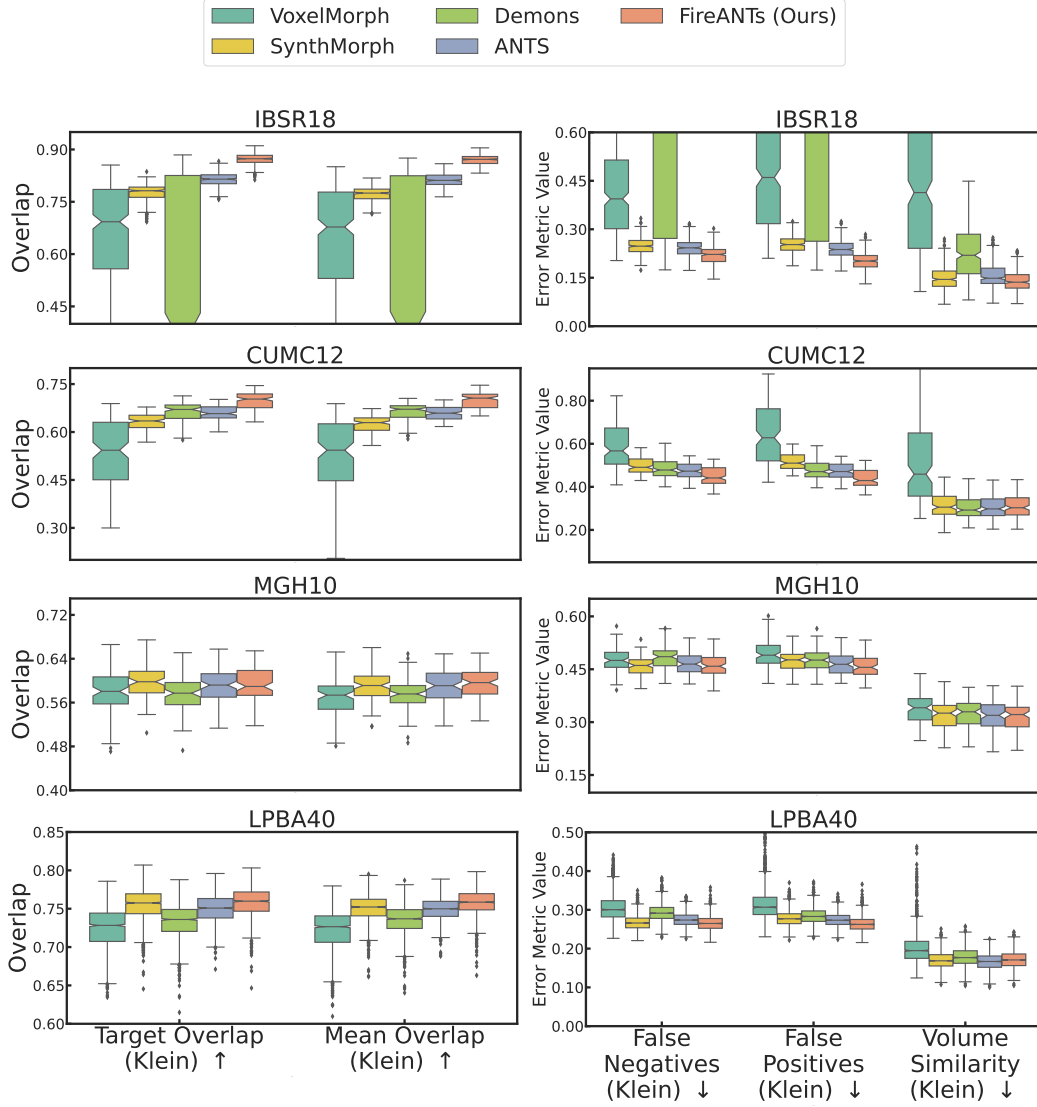 VoxelMorph
Demons
FireANTs (Ours)
SynthMorph
ANTS
IBSR18
0.90
0.75
0.60
0.45
Overlap
IBSR18
0.60
0.45
0.30
0.15
0.00
Error Metric Value
CUMC12
0.75
0.60
0.45
0.30
Overlap
CUMC12
0.80
0.60
0.40
0.20
Error Metric Value
MGH10
0.72
0.64
0.56
0.48
0.40
Overlap
MGH10
0.60
0.45
0.30
0.15
Error Metric Value
LPBA40
0.85
0.80
0.75
0.70
0.65
0.60
Overlap
Target Overlap
(Klein) ↑
Mean Overlap
(Klein) ↑
LPBA40
0.50
0.40
0.30
0.20
0.10
0.00
Error Metric Value
False
Negatives
(Klein) ↓
False
Positives
(Klein) ↓
Volume
Similarity
(Klein) ↓